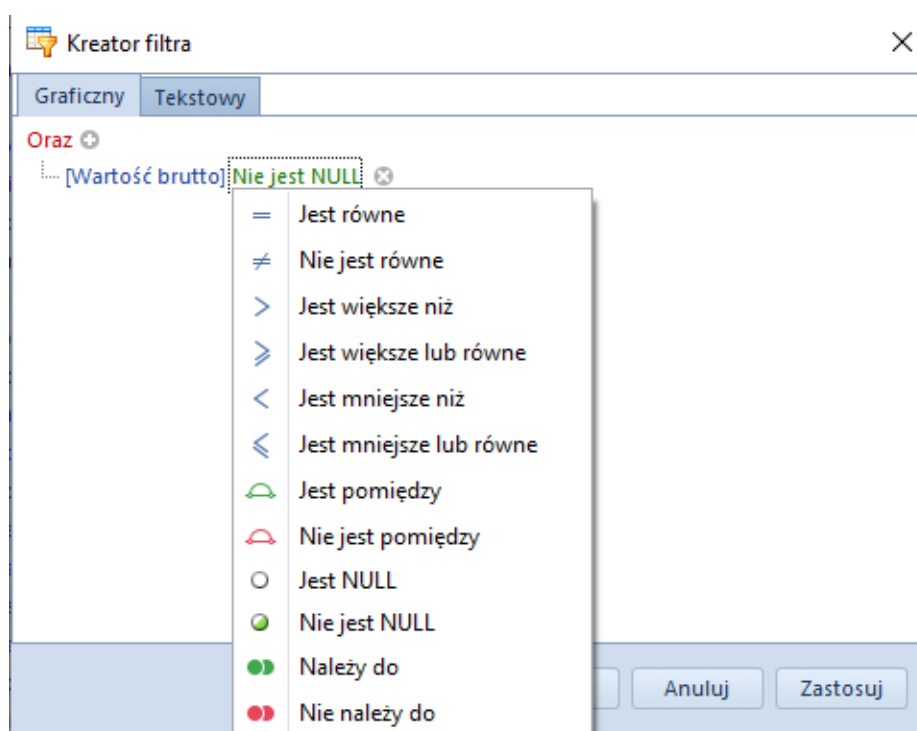 Kreator filtra
Graficzny Tekstowy
Oraz
[Wartość brutto] Nie jest NULL
= Jest równe
≠ Nie jest równe
> Jest większe niż
⩾ Jest większe lub równe
< Jest mniejsze niż
⩽ Jest mniejsze lub równe
Jest pomiędzy
Nie jest pomiędzy
Jest NULL
Nie jest NULL
Należy do
Nie należy do
Anuluj Zastosuj